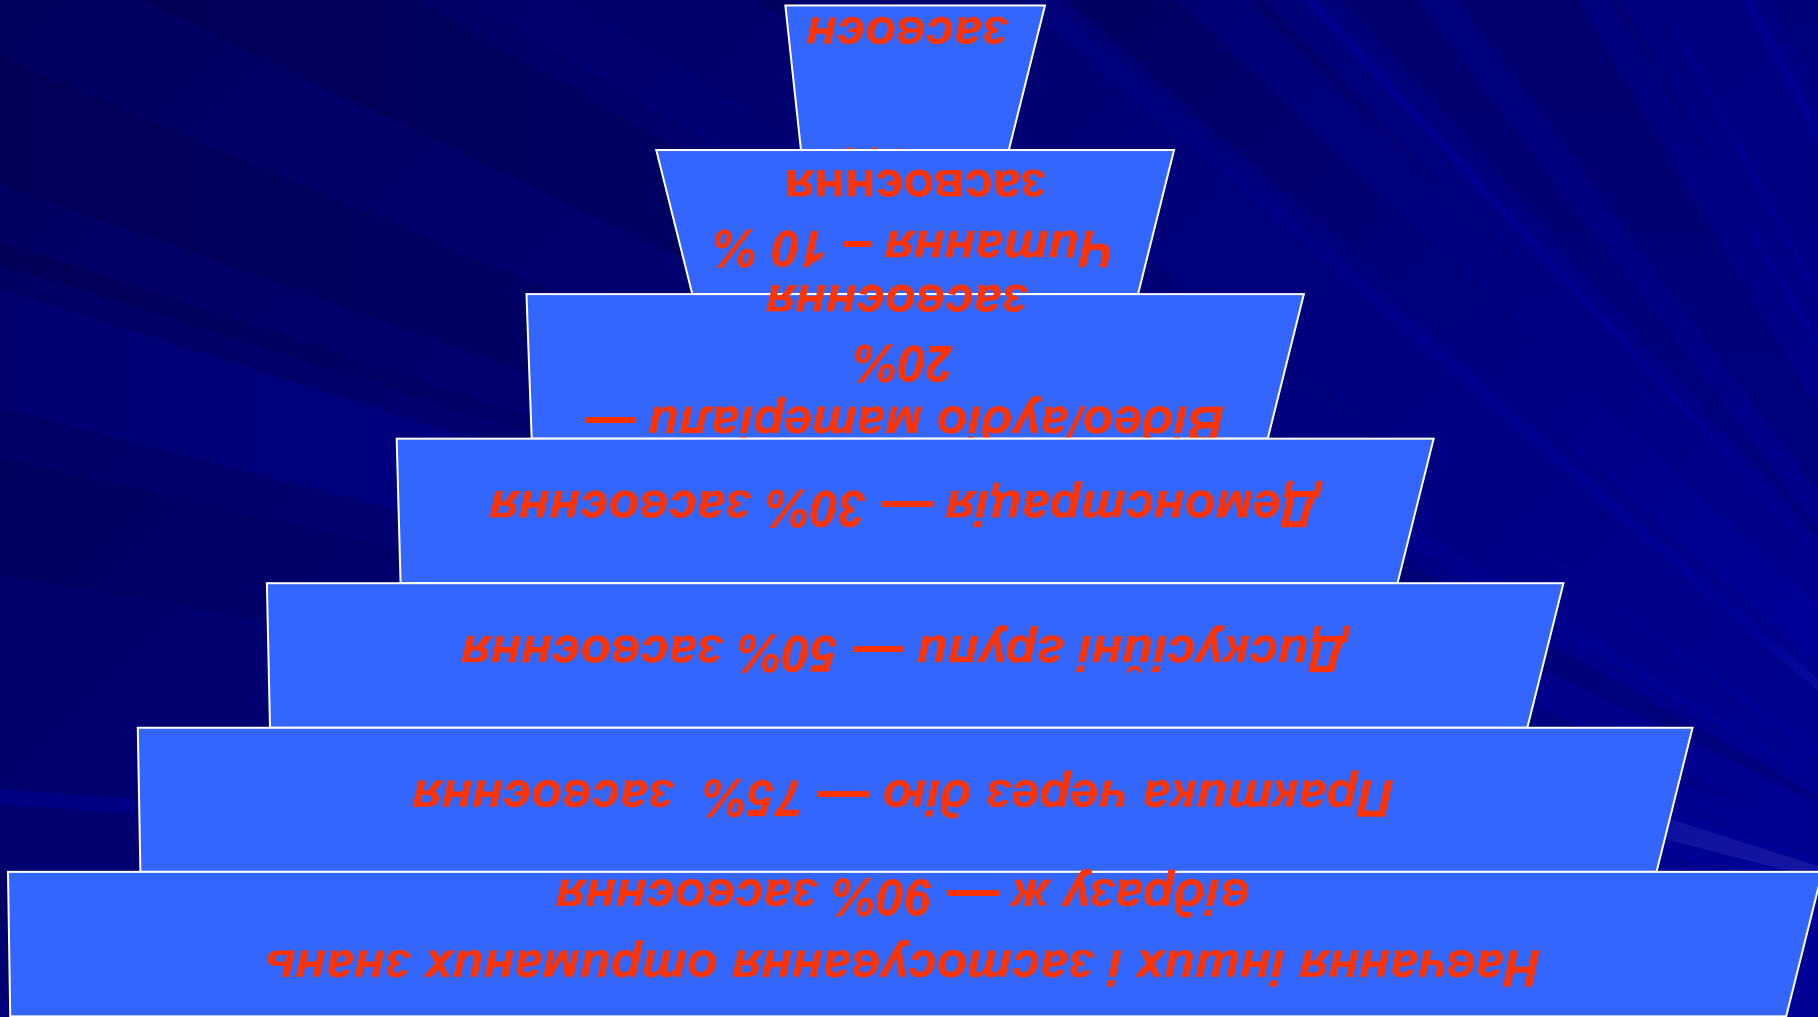 Навчання інших і застосування отриманих знань
відразу ж — 90% засвоєння
Практика через дію — 75% засвоєння
Дискусійні групи — 50% засвоєння
Демонстрація — 30% засвоєння
Відео/аудіо матеріали —
20%
засвоєння
Читання – 10 %
засвоєння
засвоєн